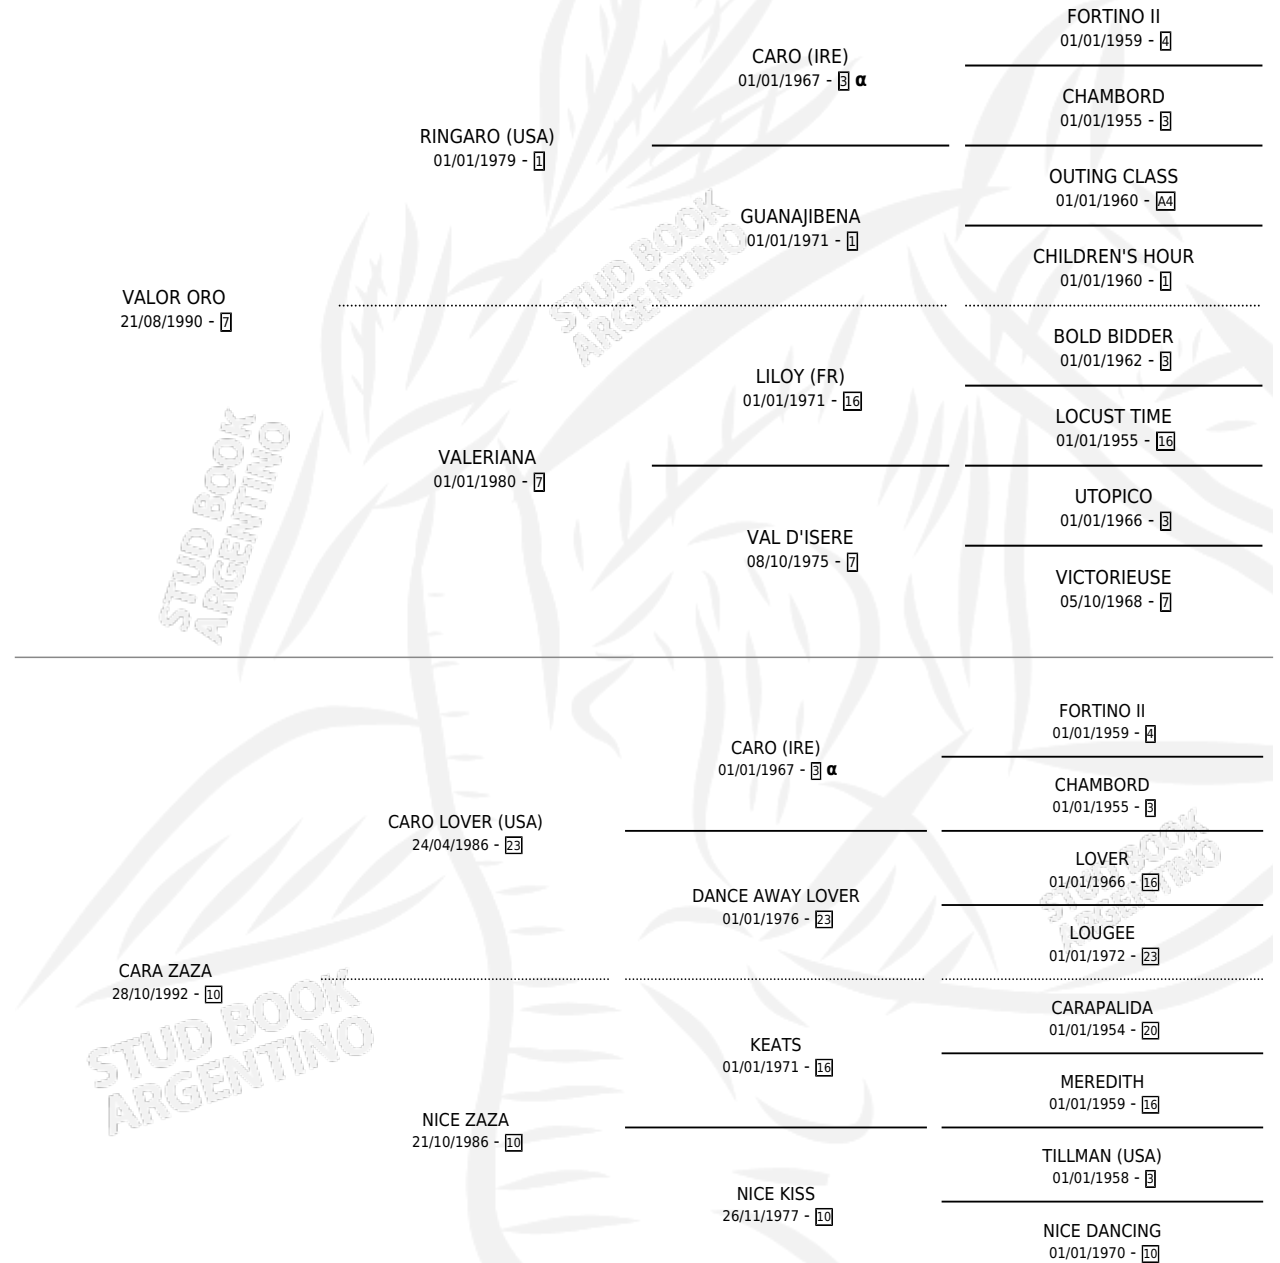 FORTINO II
01/01/1959 - 4
CARO (IRE)
01/01/1967 - 3 α
CHAMBORD
01/01/1955 - 3
RINGARO (USA)
01/01/1979 - 1
OUTING CLASS
01/01/1960 - A4
GUANAJIBENA
01/01/1971 - 1
CHILDREN'S HOUR
01/01/1960 - 1
VALOR ORO
21/08/1990 - 7
BOLD BIDDER
01/01/1962 - 3
LILOY (FR)
01/01/1971 - 16
LOCUST TIME
01/01/1955 - 16
VALERIANA
01/01/1980 - 7
UTOPICO
01/01/1966 - 3
VAL D'ISERE
08/10/1975 - 7
VICTORIEUSE
05/10/1968 - 7
FORTINO II
01/01/1959 - 4
CARO (IRE)
01/01/1967 - 3 α
CHAMBORD
01/01/1955 - 3
CARO LOVER (USA)
24/04/1986 - 23
LOVER
01/01/1966 - 16
DANCE AWAY LOVER
01/01/1976 - 23
LOUGEE
01/01/1972 - 23
CARA ZAZA
28/10/1992 - 10
CARAPALIDA
01/01/1954 - 20
KEATS
01/01/1971 - 16
MEREDITH
01/01/1959 - 16
NICE ZAZA
21/10/1986 - 10
TILLMAN (USA)
01/01/1958 - 3
NICE KISS
26/11/1977 - 10
NICE DANCING
01/01/1970 - 10
STUD BOOK
ARGENTINO
STUD BOOK
ARGENTINO
STUD BOOK
ARGENTINO
STUD BOOK
ARGENTINO